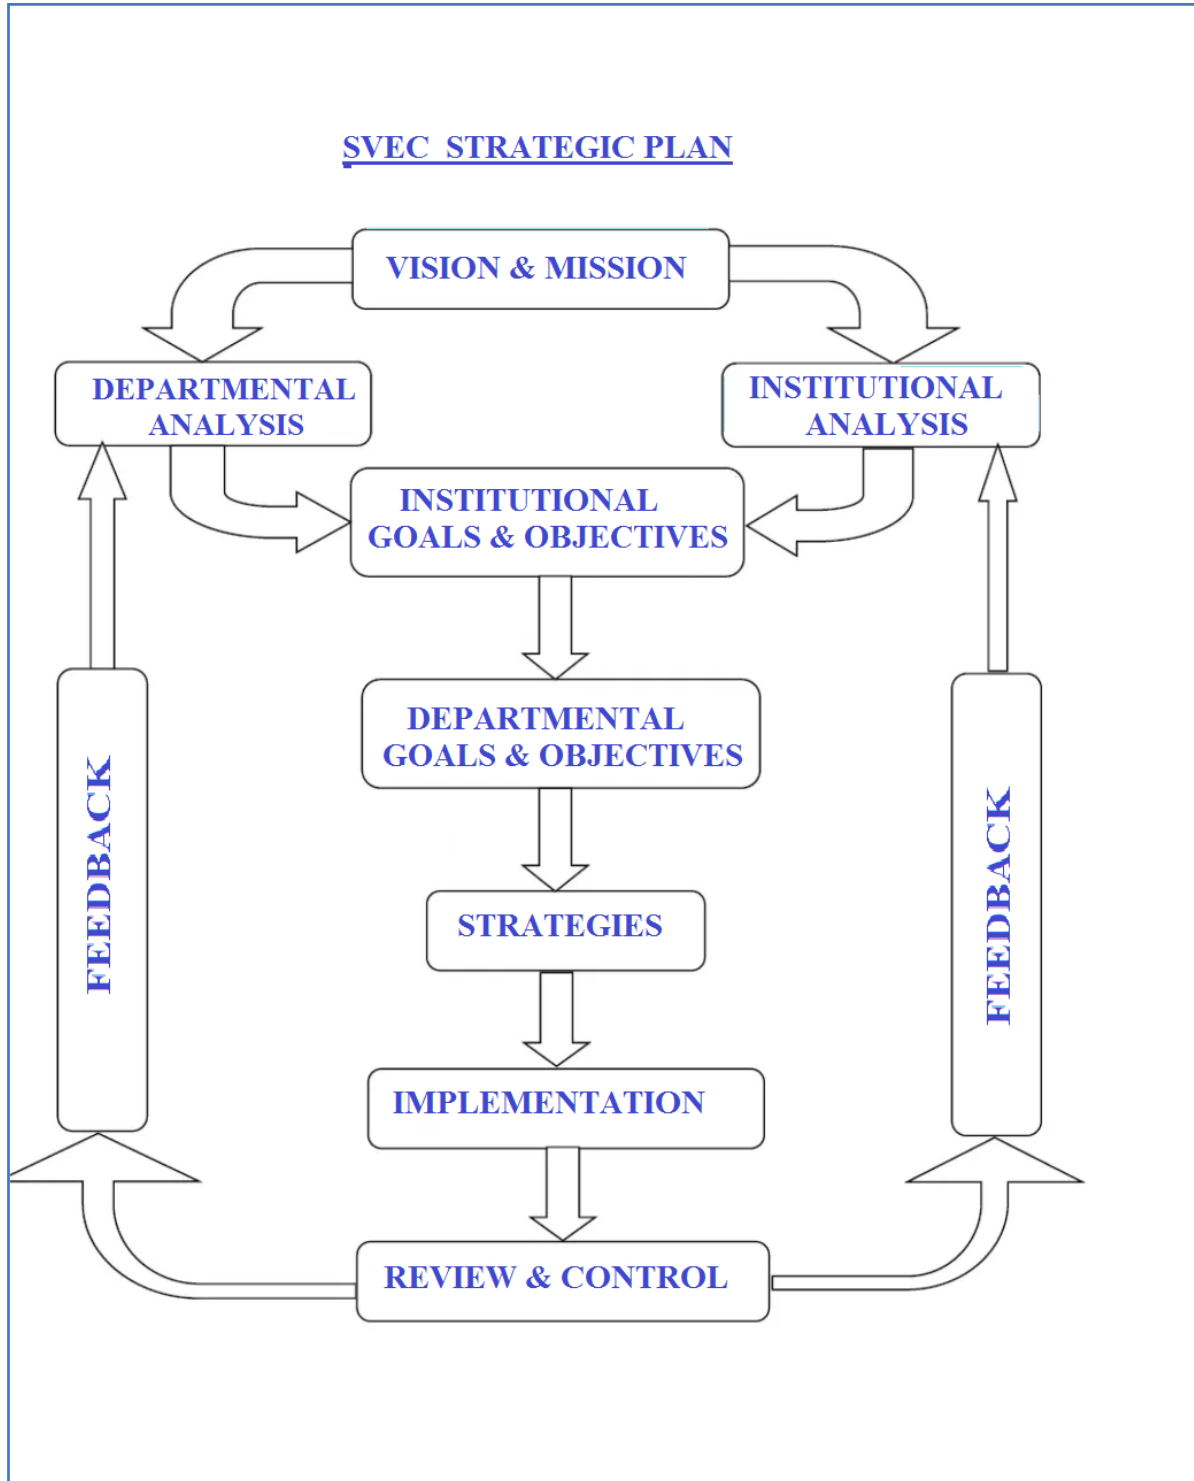 SVEC STRATEGIC PLAN
VISION & MISSION
DEPARTMENTAL
ANALYSIS
INSTITUTIONAL
ANALYSIS
INSTITUTIONAL
GOALS & OBJECTIVES
DEPARTMENTAL
GOALS & OBJECTIVES
FEEDBACK
FEEDBACK
STRATEGIES
IMPLEMENTATION
REVIEW & CONTROL